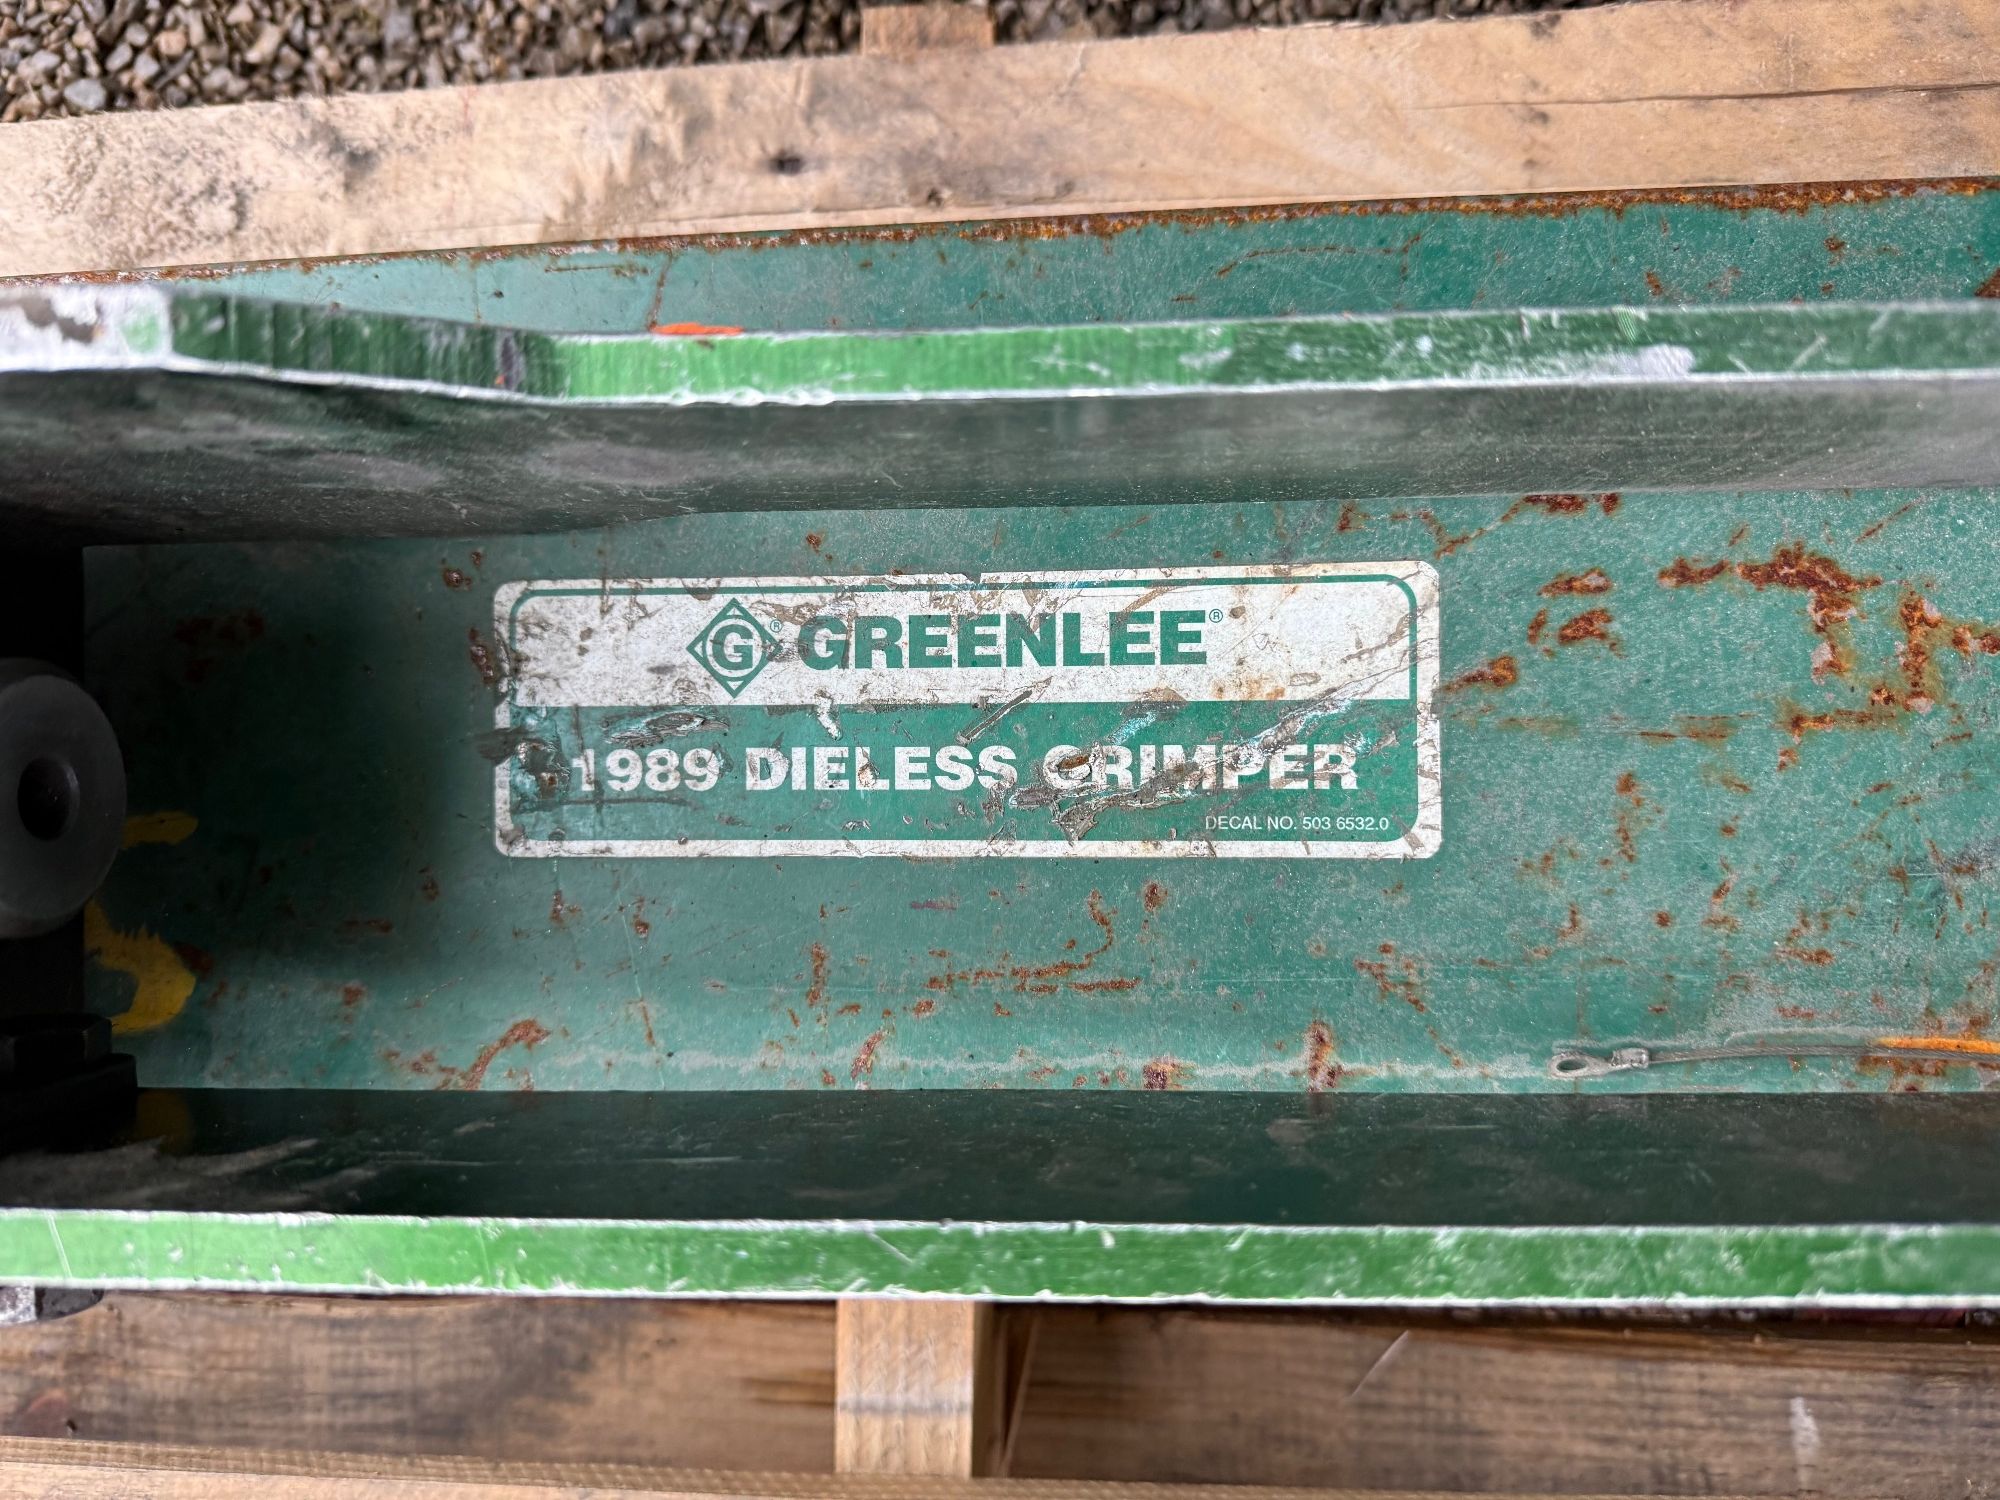 G® GREENLEE®
1989 DIELESS CRIMPER
DECAL NO. 503 6532.0